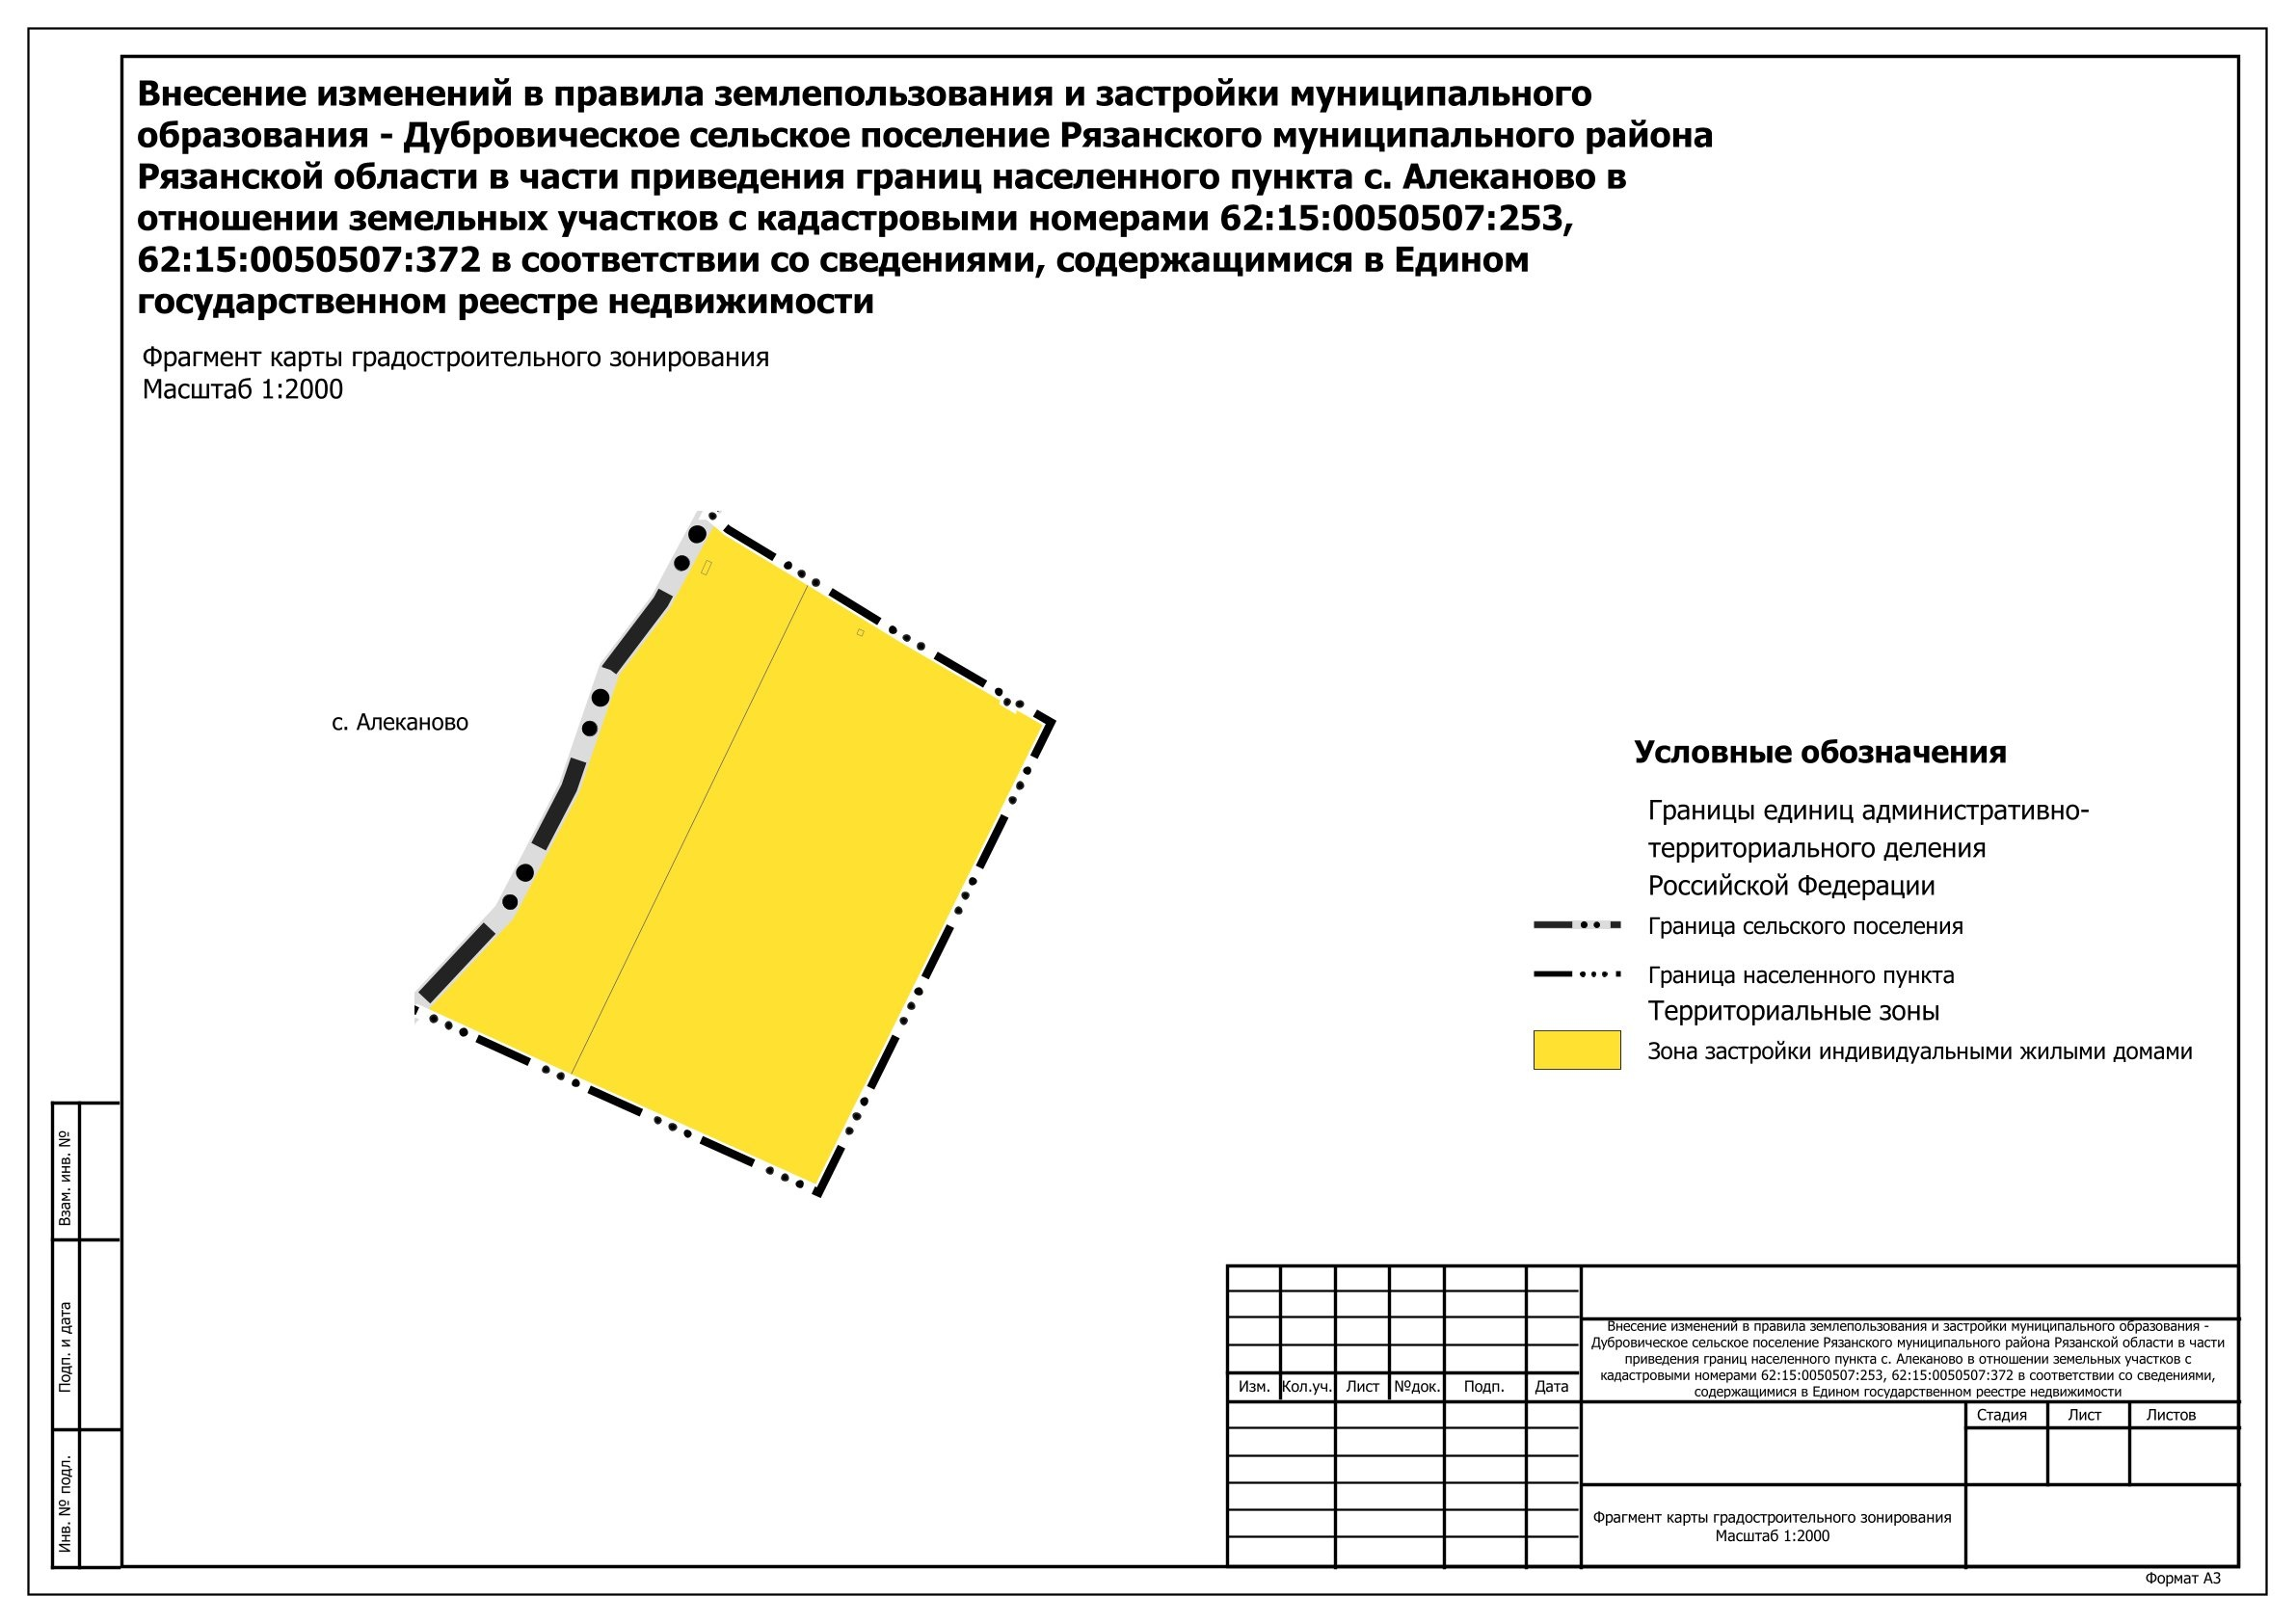 Внесение изменений в правила землепользования и застройки муниципального
образования - Дубровическое сельское поселение Рязанского муниципального района
Рязанской области в части приведения границ населенного пункта с. Алеканово в
отношении земельных участков с кадастровыми номерами 62:15:0050507:253,
62:15:0050507:372 в соответствии со сведениями, содержащимися в Едином
государственном реестре недвижимости
Фрагмент карты градостроительного зонирования
Масштаб 1:2000
с. Алеканово
Условные обозначения
Границы единиц административно-
территориального деления
Российской Федерации
Граница сельского поселения
Граница населенного пункта
Территориальные зоны
Зона застройки индивидуальными жилыми домами
Взам. инв. №
Подп. и дата
Инв. № подл.
Внесение изменений в правила землепользования и застройки муниципального образования -
Дубровическое сельское поселение Рязанского муниципального района Рязанской области в части
приведения границ населенного пункта с. Алеканово в отношении земельных участков с
кадастровыми номерами 62:15:0050507:253, 62:15:0050507:372 в соответствии со сведениями,
содержащимися в Едином государственном реестре недвижимости
Изм. Кол.уч. Лист №док. Подп. Дата
Стадия Лист Листов
Фрагмент карты градостроительного зонирования
Масштаб 1:2000
Формат А3